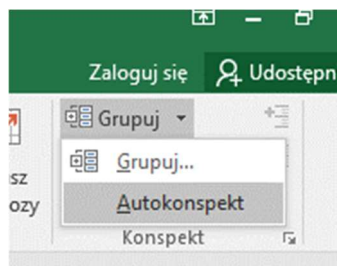 Zaloguj się Udostępn
Grupuj
Grupuj...
sz
Autokonspekt
ozy
Konspekt